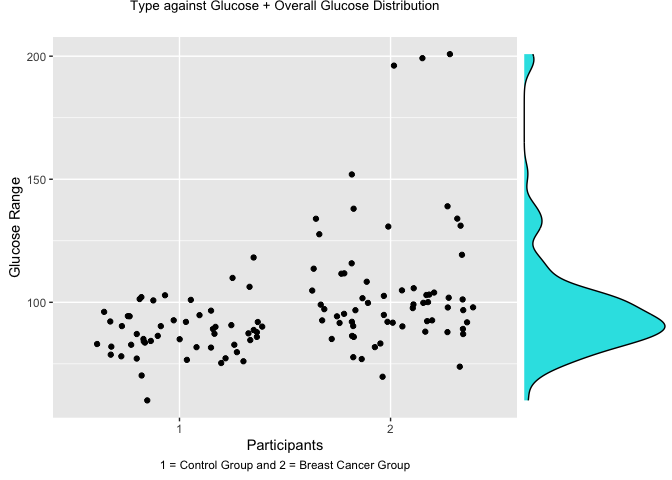 Type against Glucose + Overall Glucose Distribution
200
150
100
Glucose Range
1 2
Participants
1 = Control Group and 2 = Breast Cancer Group